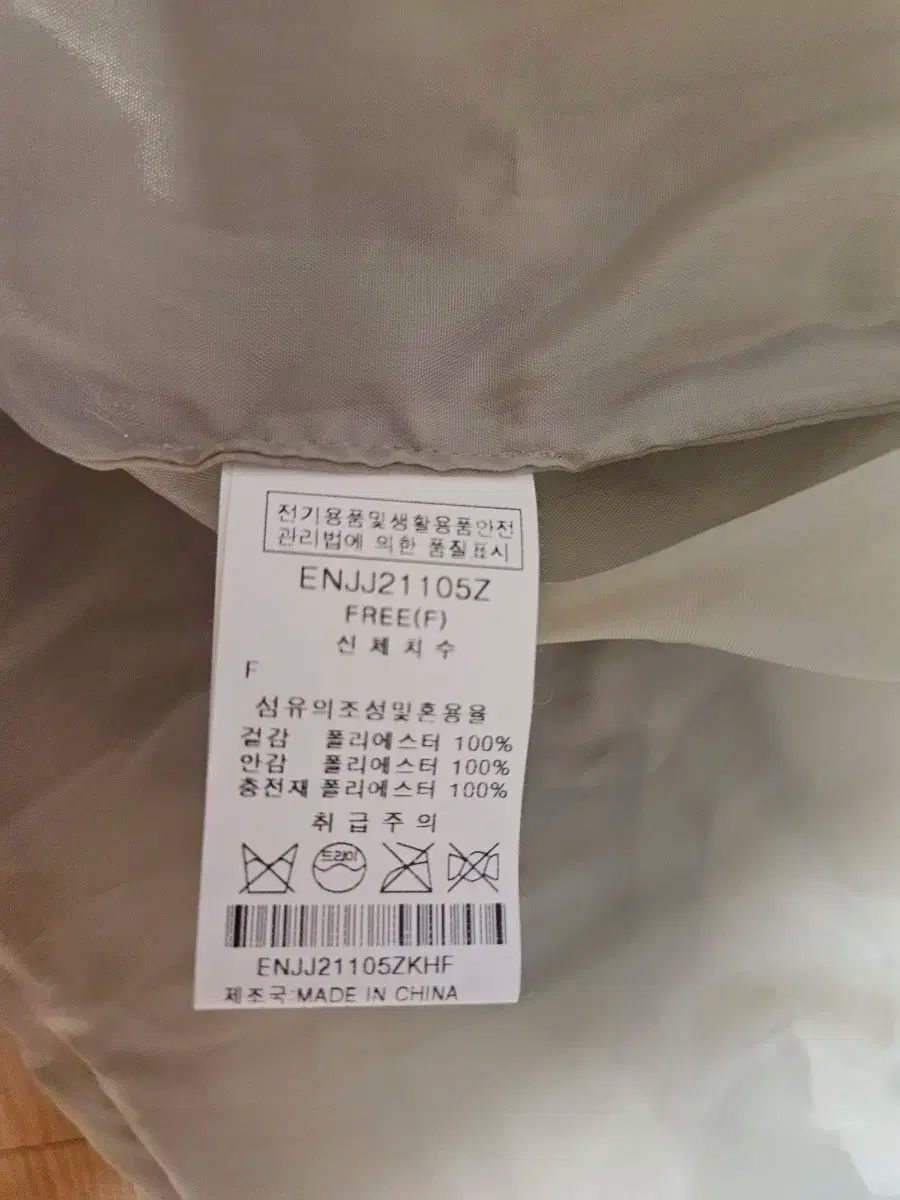 전기용품및생활용품안전
관리법에 의한 품질표시
ENJJ21105Z
FREE(F)
신체치수
F
섬유의조성및혼용율
겉감 폴리에스터 100%
안감 폴리에스터 100%
충전재 폴리에스터 100%
취급주의
드라이
ENJJ21105ZKHF
제조국:MADE IN CHINA